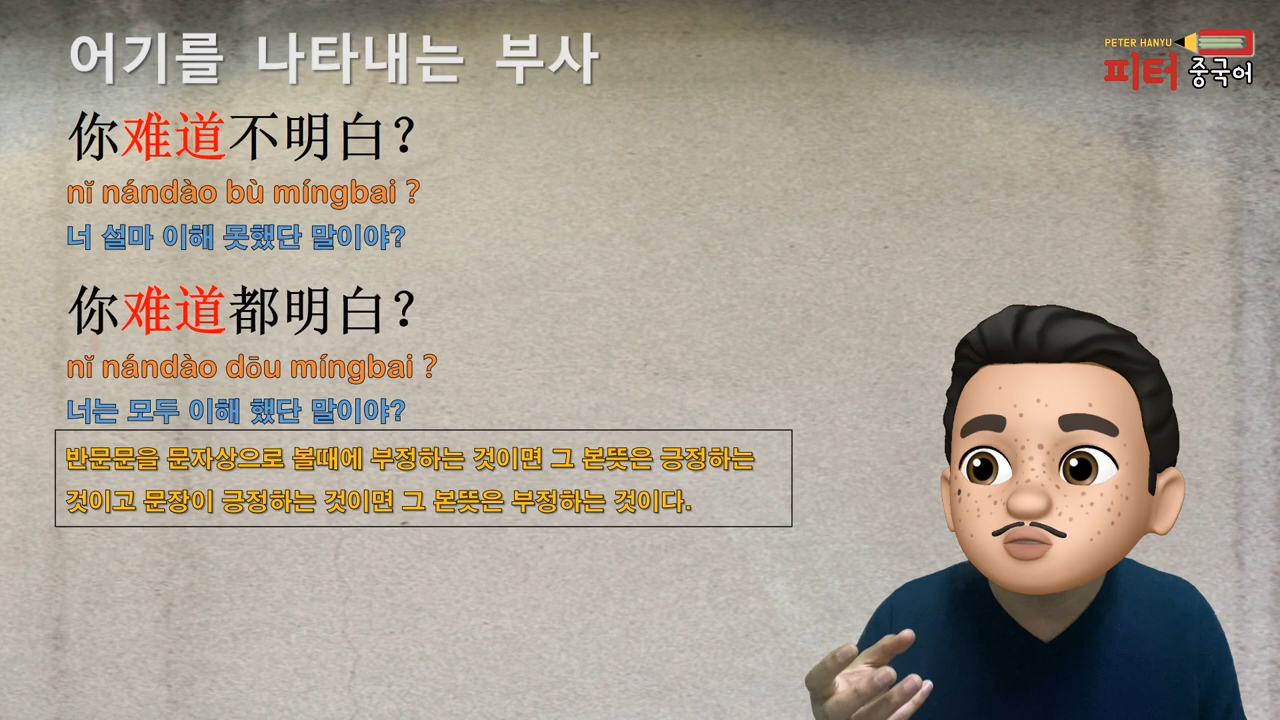 어기를 나타내는 부사
PETER HANYU
피터 중국어
你难道不明白？
nǐ nándào bù míngbai ?
너 설마 이해 못했단 말이야?
你难道都明白？
nǐ nándào dōu míngbai ?
너는 모두 이해 했단 말이야?
반문문을 문자상으로 볼때에 부정하는 것이면 그 본뜻은 긍정하는
것이고 문장이 긍정하는 것이면 그 본뜻은 부정하는 것이다.